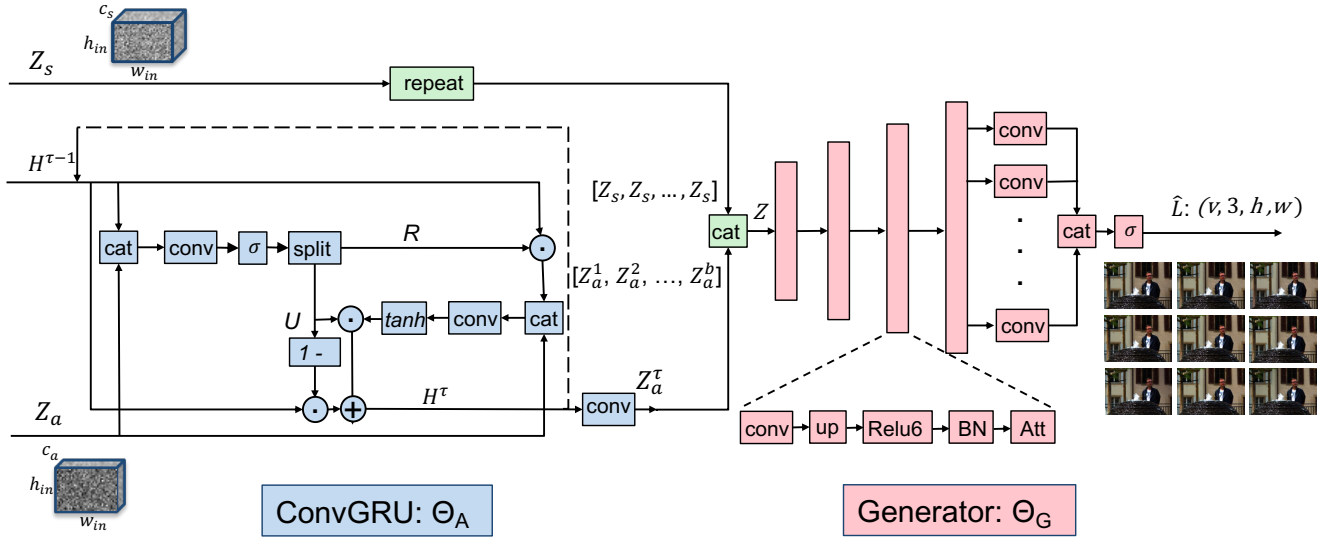 c_s
h_in
w_in
Z_s
repeat
H^{τ−1}
[Z_s, Z_s, ..., Z_s]
cat
conv
σ
split
R
·
cat
Z
[Z_a^1, Z_a^2, ..., Z_a^b]
U
·
tanh
conv
cat
1 -
·
+
H^τ
conv
Z_a^τ
Z_a
c_a
h_in
w_in
conv
conv
. . .
conv
cat
σ
L̂: (v, 3, h, w)
conv
up
Relu6
BN
Att
ConvGRU: Θ_A
Generator: Θ_G